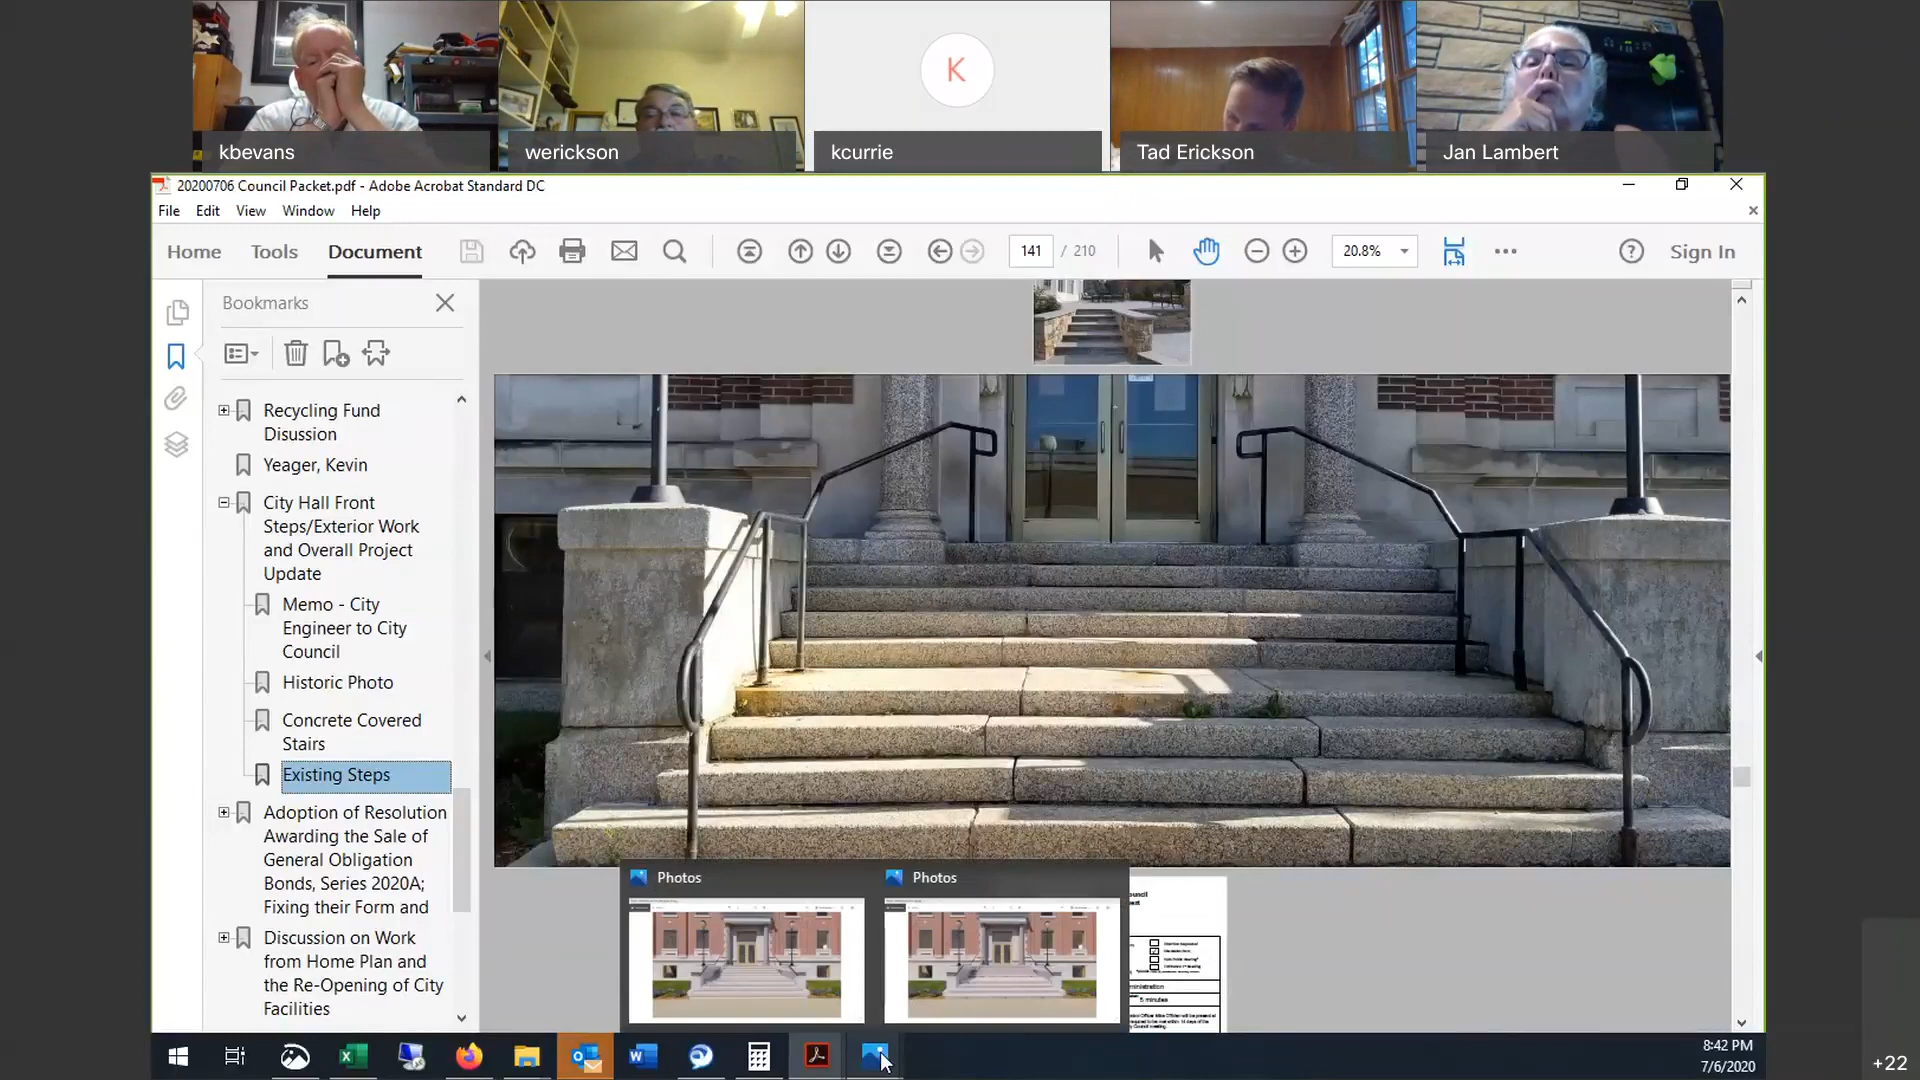 K
kbevans
werickson
kcurrie
Tad Erickson
Jan Lambert
20200706 Council Packet.pdf - Adobe Acrobat Standard DC
File Edit View Window Help
Home Tools Document
141 / 210
20.8%
Sign In
Bookmarks
Recycling Fund
Disussion
Yeager, Kevin
City Hall Front
Steps/Exterior Work
and Overall Project
Update
Memo - City
Engineer to City
Council
Historic Photo
Concrete Covered
Stairs
Existing Steps
Adoption of Resolution
Awarding the Sale of
General Obligation
Bonds, Series 2020A;
Fixing their Form and
Discussion on Work
from Home Plan and
the Re-Opening of City
Facilities
Photos
Photos
5 minutes
8:42 PM
7/6/2020
+22